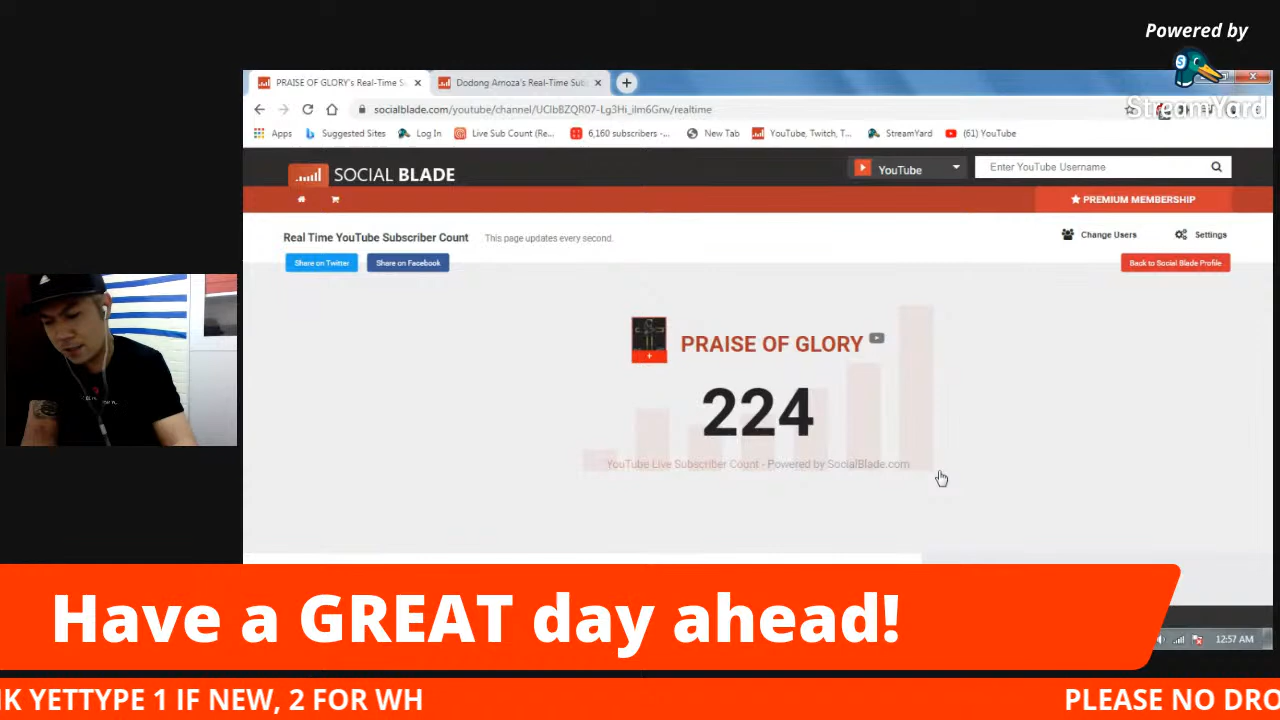 Powered by
StreamYard
PRAISE OF GLORY's Real-Time S
Dodong Amoza's Real-Time Sub
socialblade.com/youtube/channel/
Apps
Suggested Sites
Log In
Live Sub Count (Re...
6,160 subscribers -...
New Tab
YouTube, Twitch, T...
StreamYard
(61) YouTube
SOCIAL BLADE
YouTube
Enter YouTube Username
PREMIUM MEMBERSHIP
Real Time YouTube Subscriber Count
This page updates every second.
Change Users
Settings
Share on Twitter
Share on Facebook
Back to Social Blade Profile
PRAISE OF GLORY
224
YouTube Live Subscriber Count - Powered by SocialBlade.com
Have a GREAT day ahead!
12:57 AM
NK YETTYPE 1 IF NEW, 2 FOR WH
PLEASE NO DRO